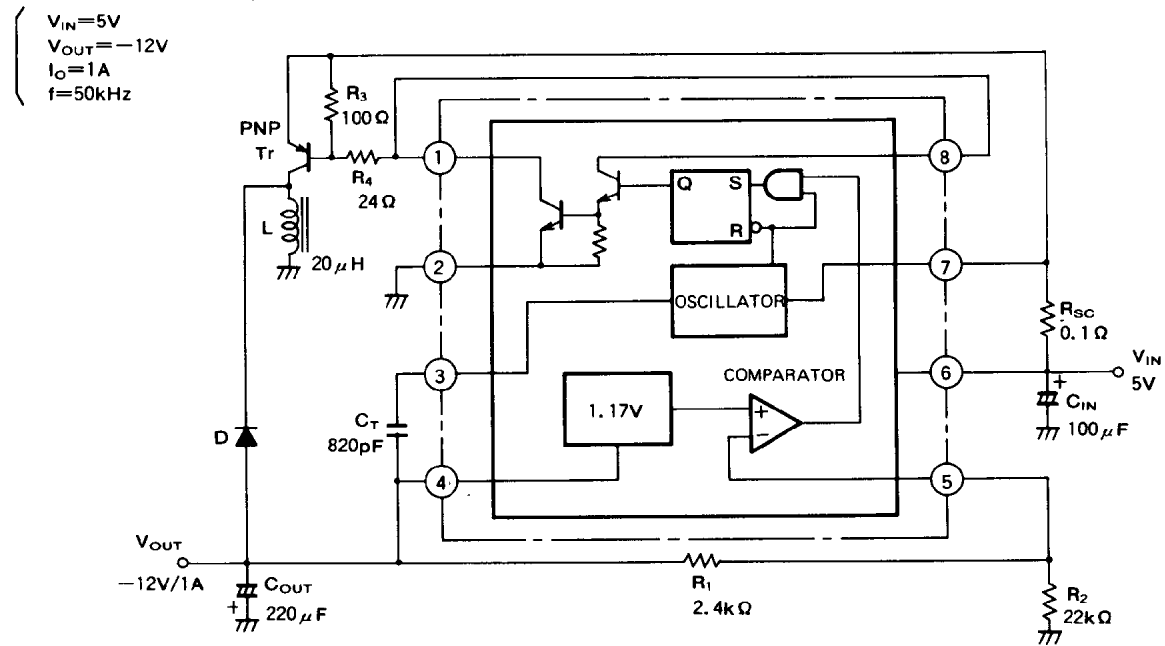 VIN=5V
VOUT=−12V
IO=1A
f=50kHz
PNP
Tr
R3
100Ω
R4
24Ω
L
20μH
1
2
3
4
8
7
6
5
Q
S
R
OSCILLATOR
COMPARATOR
1.17V
+
−
RSC
0.1Ω
VIN
5V
+
CIN
100μF
CT
820pF
D
VOUT
−12V/1A
COUT
+
220μF
R1
2.4kΩ
R2
22kΩ